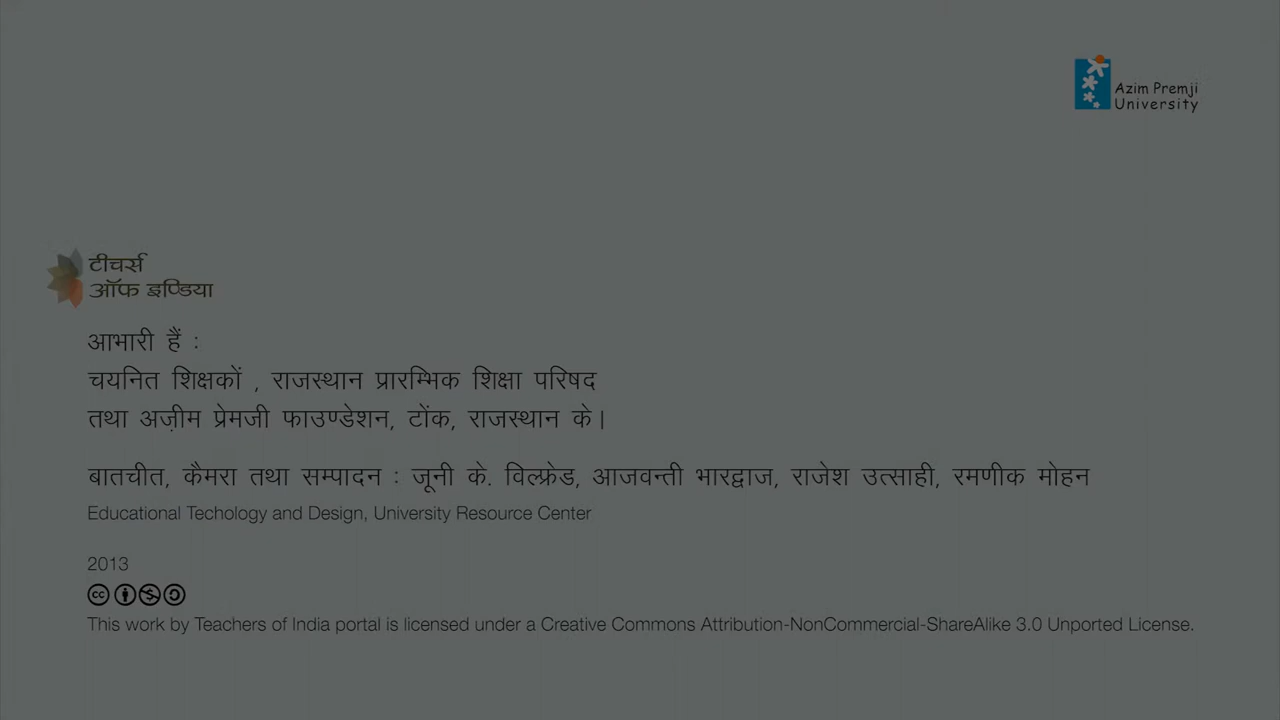 Azim Premji
University
टीचर्स
ऑफ इण्डिया
आभारी हैं :
चयनित शिक्षकों , राजस्थान प्रारम्भिक शिक्षा परिषद
तथा अज़ीम प्रेमजी फाउण्डेशन, टोंक, राजस्थान के।
बातचीत, कैमरा तथा सम्पादन : जूनी के. विल्फ्रेड, आजवन्ती भारद्वाज, राजेश उत्साही, रमणीक मोहन
Educational Techology and Design, University Resource Center
2013
This work by Teachers of India portal is licensed under a Creative Commons Attribution-NonCommercial-ShareAlike 3.0 Unported License.